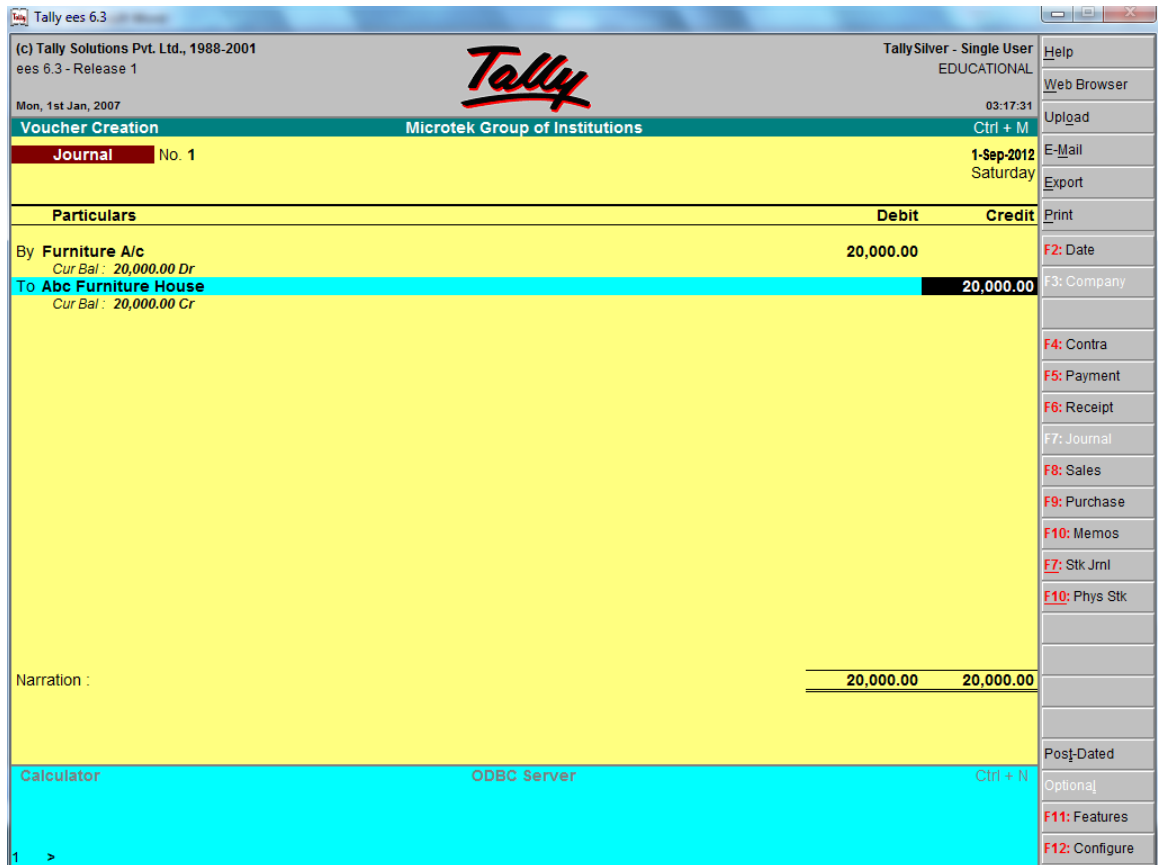 Tally ees 6.3
(c) Tally Solutions Pvt. Ltd., 1988-2001
ees 6.3 - Release 1
Mon, 1st Jan, 2007
Tally
TallySilver - Single User
EDUCATIONAL
03:17:31
Voucher Creation Microtek Group of Institutions Ctrl + M
Journal No. 1 1-Sep-2012
Saturday
Particulars Debit Credit
By Furniture A/c 20,000.00
Cur Bal : 20,000.00 Dr
To Abc Furniture House 20,000.00
Cur Bal : 20,000.00 Cr
Narration : 20,000.00 20,000.00
Calculator ODBC Server Ctrl + N
1 >
Help
Web Browser
Upload
E-Mail
Export
Print
F2: Date
F3: Company
F4: Contra
F5: Payment
F6: Receipt
F7: Journal
F8: Sales
F9: Purchase
F10: Memos
F7: Stk Jrnl
F10: Phys Stk
Post-Dated
Optional
F11: Features
F12: Configure